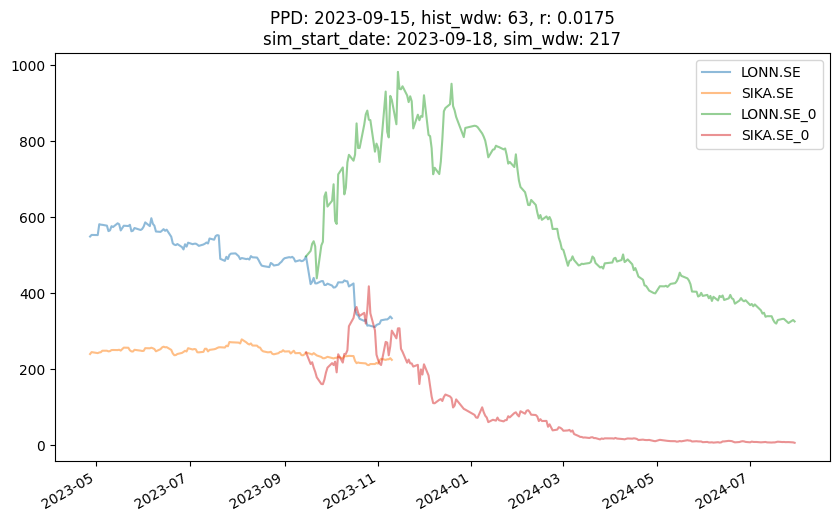 PPD: 2023-09-15, hist_wdw: 63, r: 0.0175
sim_start_date: 2023-09-18, sim_wdw: 217
1000
800
600
400
200
0
LONN.SE
SIKA.SE
LONN.SE_0
SIKA.SE_0
2023-05
2023-07
2023-09
2023-11
2024-01
2024-03
2024-05
2024-07